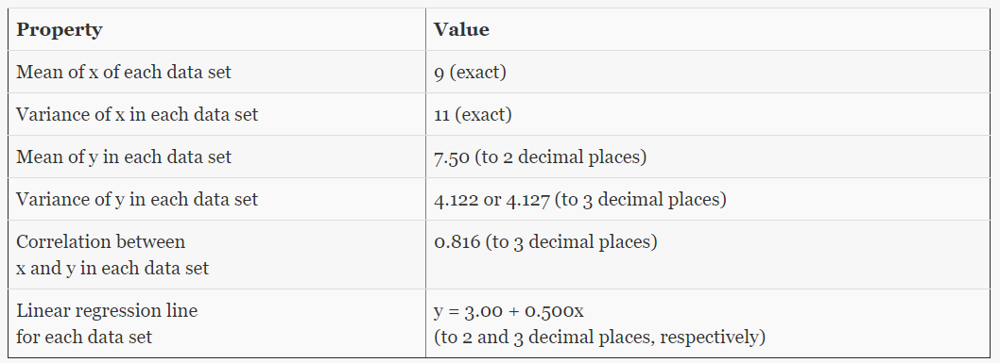 Property Value
Mean of x of each data set 9 (exact)
Variance of x in each data set 11 (exact)
Mean of y in each data set 7.50 (to 2 decimal places)
Variance of y in each data set 4.122 or 4.127 (to 3 decimal places)
Correlation between 0.816 (to 3 decimal places)
x and y in each data set
Linear regression line y = 3.00 + 0.500x
for each data set (to 2 and 3 decimal places, respectively)